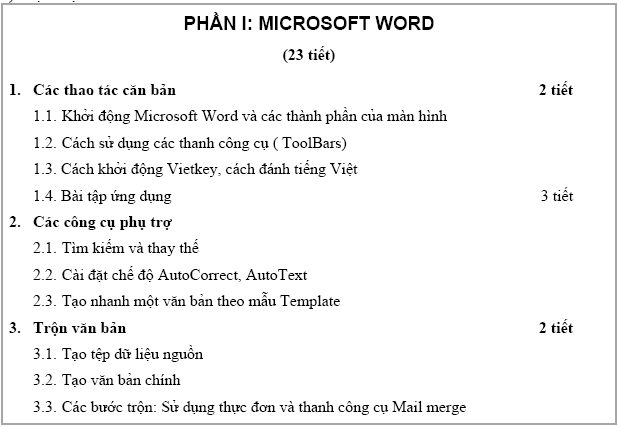 PHẦN I: MICROSOFT WORD
(23 tiết)
1. Các thao tác căn bản 2 tiết
1.1. Khởi động Microsoft Word và các thành phần của màn hình
1.2. Cách sử dụng các thanh công cụ ( ToolBars)
1.3. Cách khởi động Vietkey, cách đánh tiếng Việt
1.4. Bài tập ứng dụng 3 tiết
2. Các công cụ phụ trợ
2.1. Tìm kiếm và thay thế
2.2. Cài đặt chế độ AutoCorrect, AutoText
2.3. Tạo nhanh một văn bản theo mẫu Template
3. Trộn văn bản 2 tiết
3.1. Tạo tệp dữ liệu nguồn
3.2. Tạo văn bản chính
3.3. Các bước trộn: Sử dụng thực đơn và thanh công cụ Mail merge